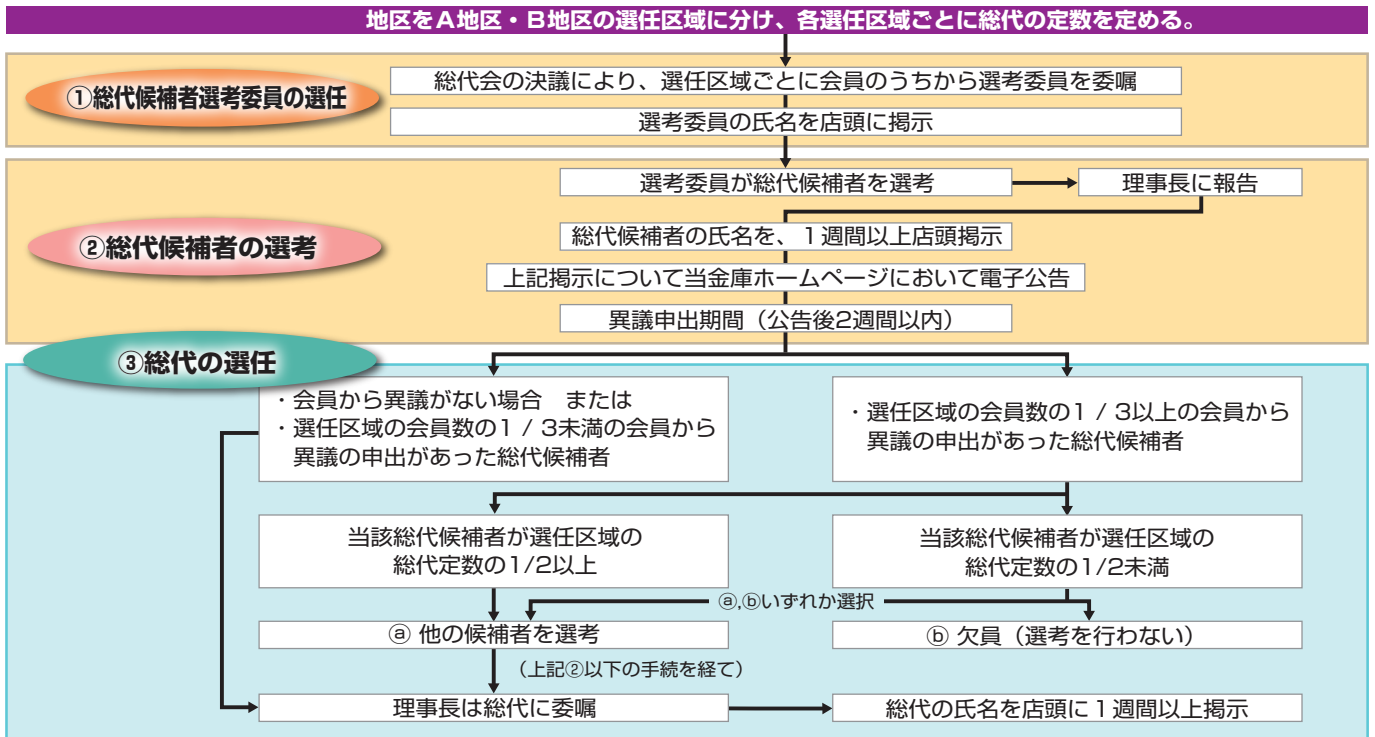 地区をA地区・B地区の選任区域に分け、各選任区域ごとに総代の定数を定める。
①総代候補者選考委員の選任
総代会の決議により、選任区域ごとに会員のうちから選考委員を委嘱
選考委員の氏名を店頭に掲示
②総代候補者の選考
選考委員が総代候補者を選考
理事長に報告
総代候補者の氏名を、1週間以上店頭掲示
上記掲示について当金庫ホームページにおいて電子公告
異議申出期間（公告後2週間以内）
③総代の選任
・会員から異議がない場合　または
・選任区域の会員数の1 / 3未満の会員から
異議の申出があった総代候補者
・選任区域の会員数の1 / 3以上の会員から
異議の申出があった総代候補者
当該総代候補者が選任区域の
総代定数の1/2以上
当該総代候補者が選任区域の
総代定数の1/2未満
ⓐ,ⓑいずれか選択
ⓐ 他の候補者を選考
ⓑ 欠員（選考を行わない）
（上記②以下の手続を経て）
理事長は総代に委嘱
総代の氏名を店頭に1週間以上掲示